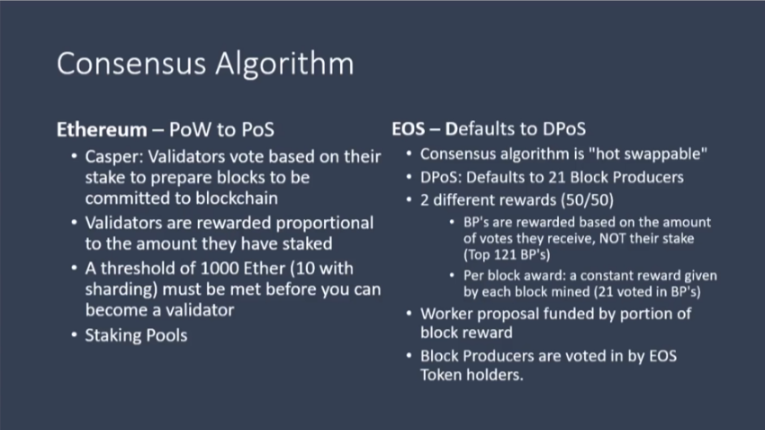 Consensus Algorithm
Ethereum – PoW to PoS
• Casper: Validators vote based on their
stake to prepare blocks to be
committed to blockchain
• Validators are rewarded proportional
to the amount they have staked
• A threshold of 1000 Ether (10 with
sharding) must be met before you can
become a validator
• Staking Pools
EOS – Defaults to DPoS
• Consensus algorithm is "hot swappable"
• DPoS: Defaults to 21 Block Producers
• 2 different rewards (50/50)
• BP's are rewarded based on the amount
of votes they receive, NOT their stake
(Top 121 BP's)
• Per block award: a constant reward given
by each block mined (21 voted in BP's)
• Worker proposal funded by portion of
block reward
• Block Producers are voted in by EOS
Token holders.